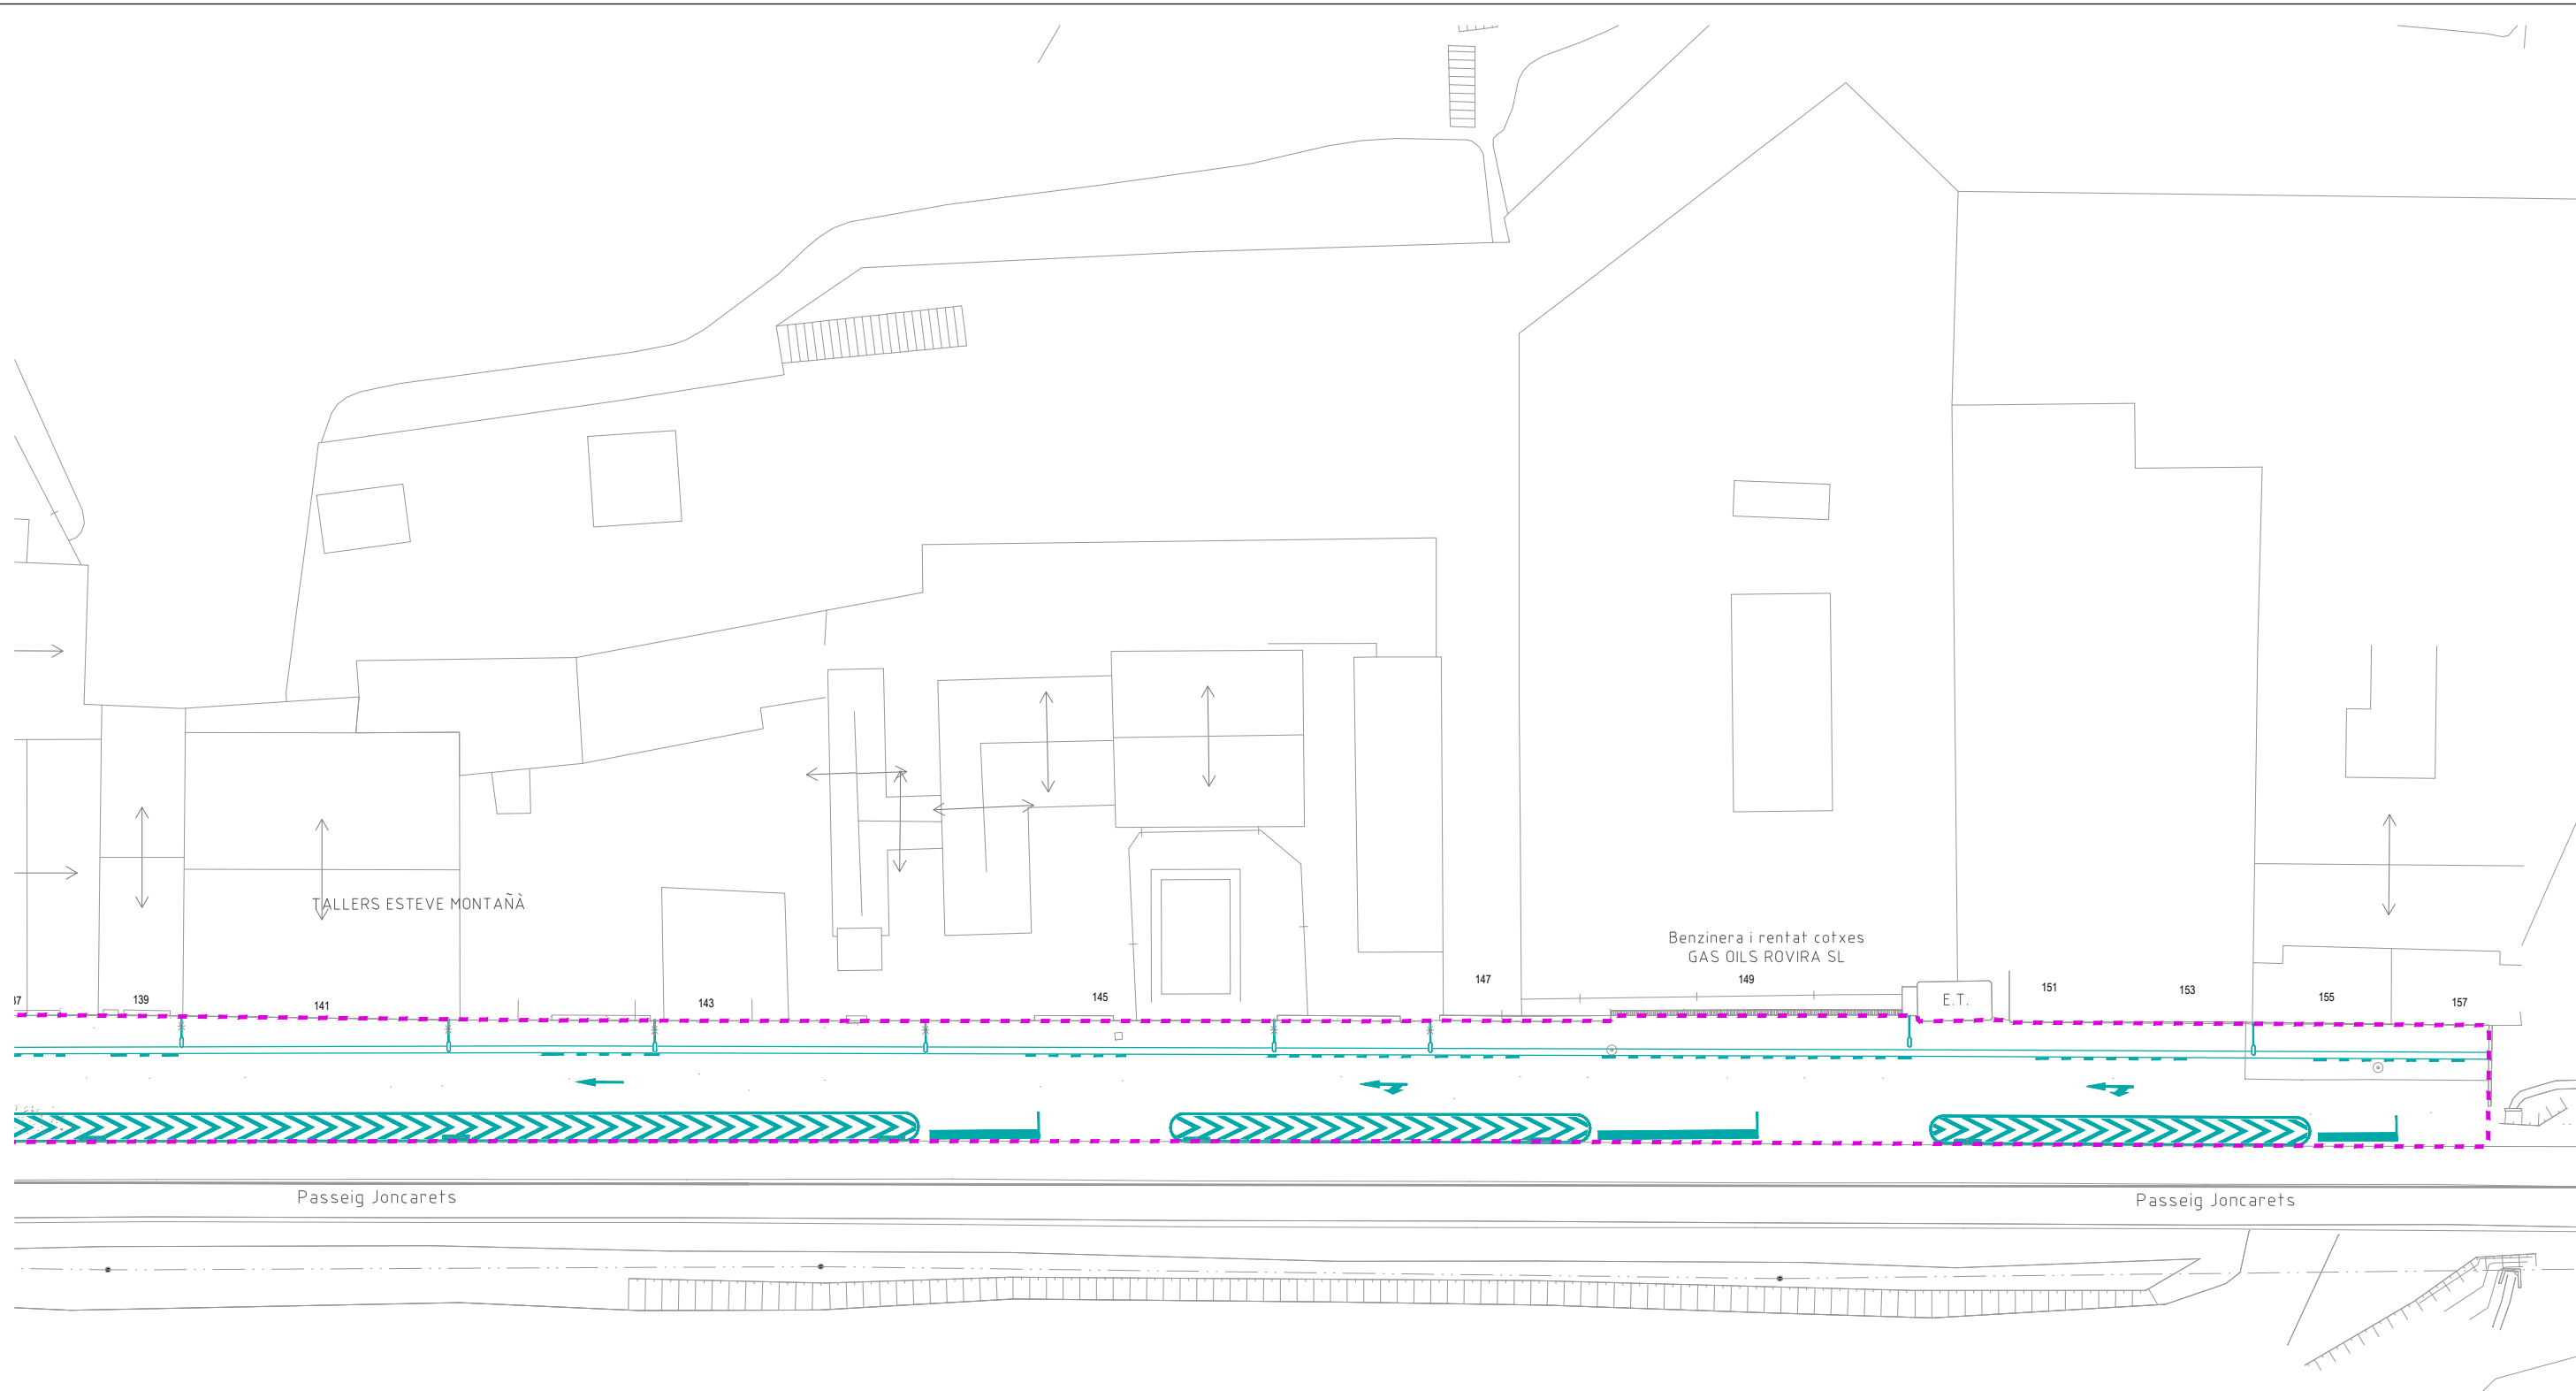 TALLERS ESTEVE MONTAÑÀ
Benzinera i rentat cotxes
GAS OILS ROVIRA SL
147
149
E.T.
151
153
155
157
139
141
143
145
Passeig Joncarets
Passeig Joncarets